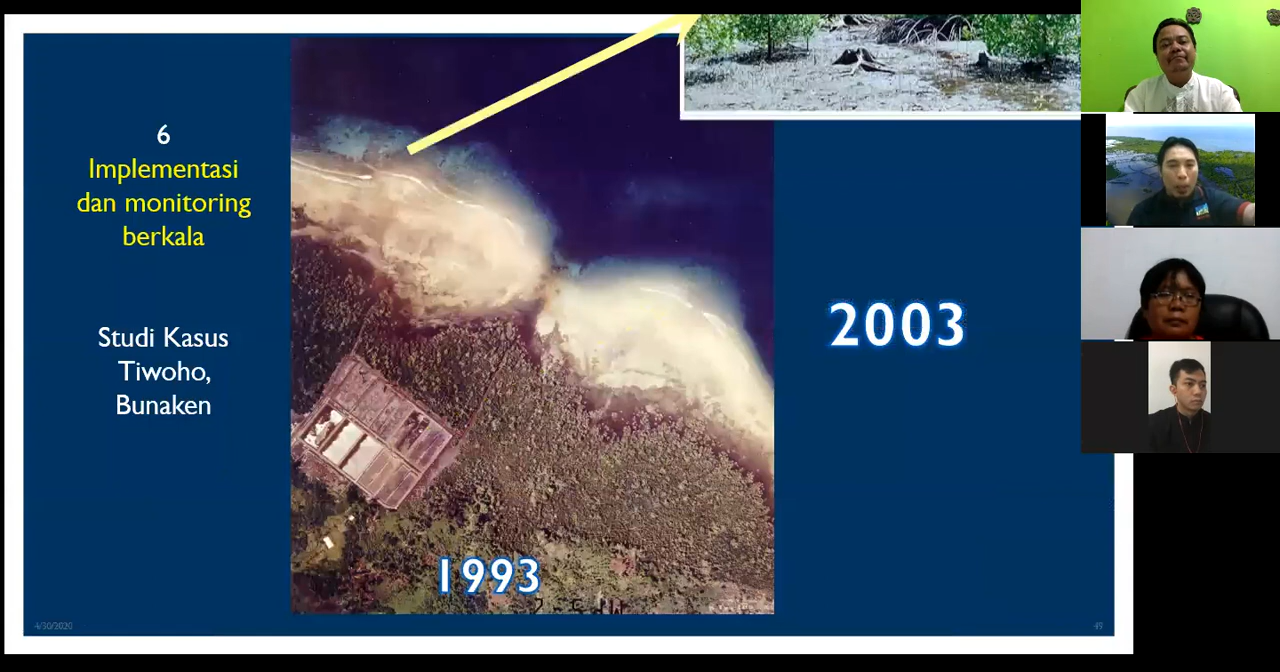 6
Implementasi
dan monitoring
berkala
Studi Kasus
Tiwoho,
Bunaken
2003
1993
4/30/2020